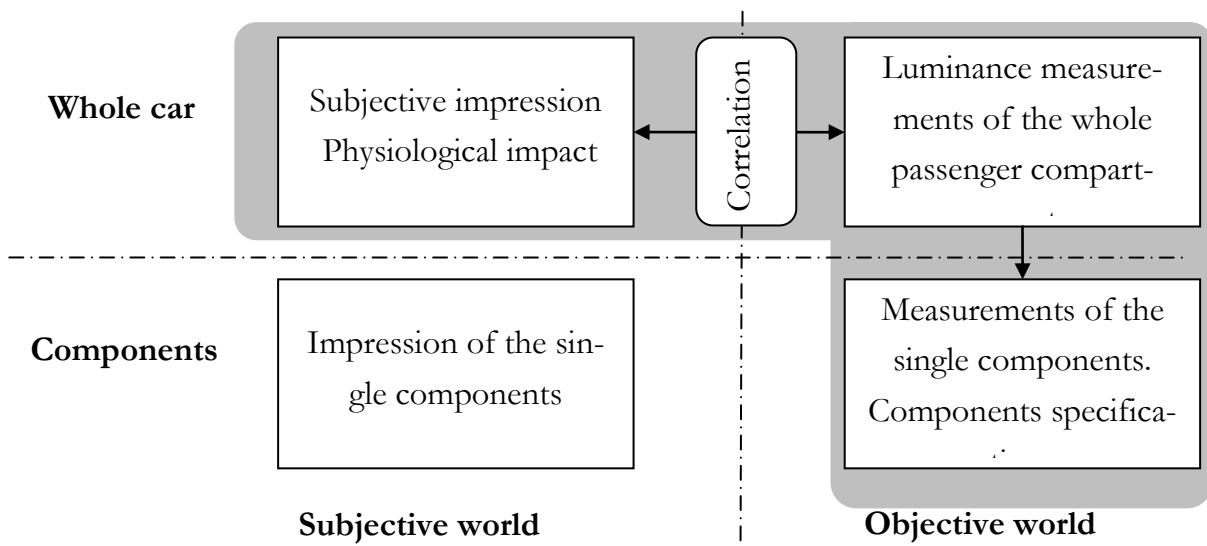 Whole car
Subjective impression
Physiological impact
Correlation
Luminance measure-
ments of the whole
passenger compart-
Components
Impression of the sin-
gle components
Measurements of the
single components.
Components specifica-
Subjective world
Objective world